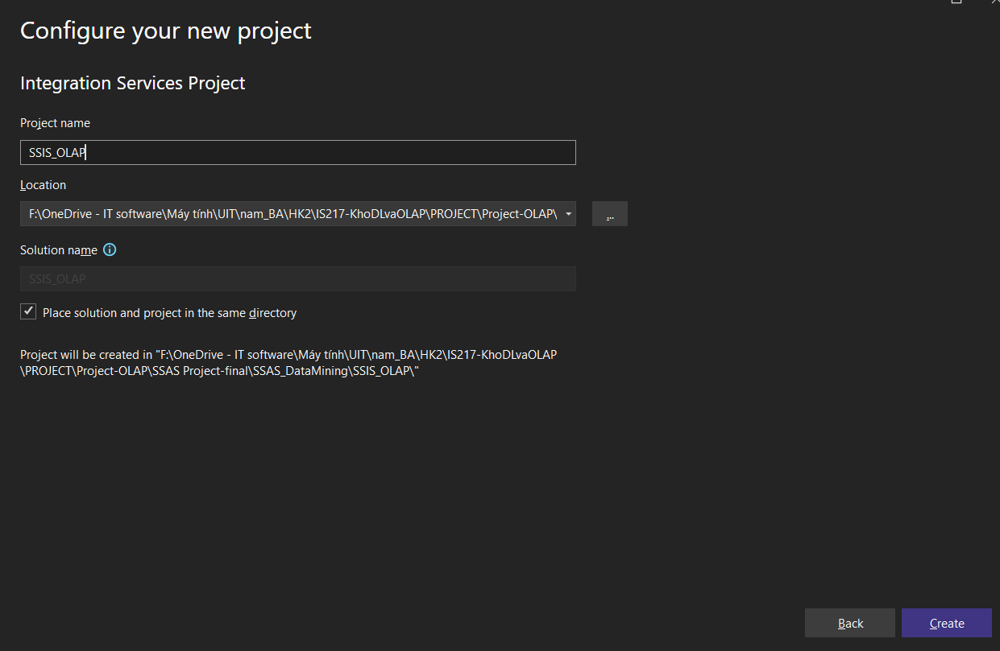 Configure your new project
Integration Services Project
Project name
SSIS_OLAP
Location
F:\OneDrive - IT software\Máy tính\UIT\nam_BA\HK2\IS217-KhoDLvaOLAP\PROJECT\Project-OLAP\
...
Solution name
SSIS_OLAP
Place solution and project in the same directory
Project will be created in "F:\OneDrive - IT software\Máy tính\UIT\nam_BA\HK2\IS217-KhoDLvaOLAP
\PROJECT\Project-OLAP\SSAS Project-final\SSAS_DataMining\SSIS_OLAP\"
Back
Create